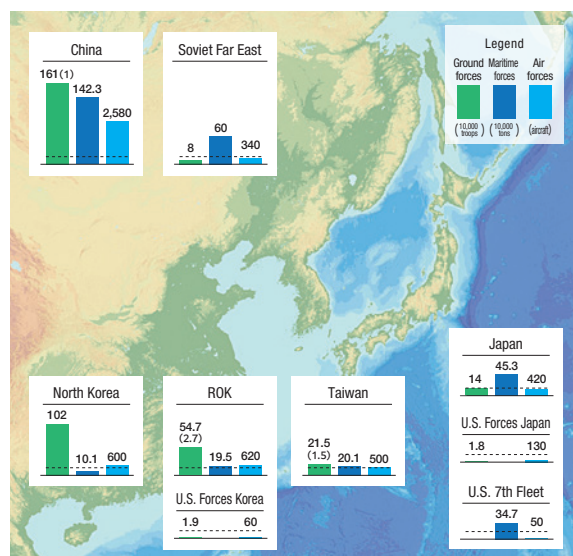 China
161(1)
142.3
2,580
Soviet Far East
8
60
340
Legend
Ground forces
Maritime forces
Air forces
(10,000 troops)
(10,000 tons)
(aircraft)
North Korea
102
10.1
600
ROK
54.7
(2.7)
19.5
620
U.S. Forces Korea
1.9
60
Taiwan
21.5
(1.5)
20.1
500
Japan
14
45.3
420
U.S. Forces Japan
1.8
130
U.S. 7th Fleet
34.7
50